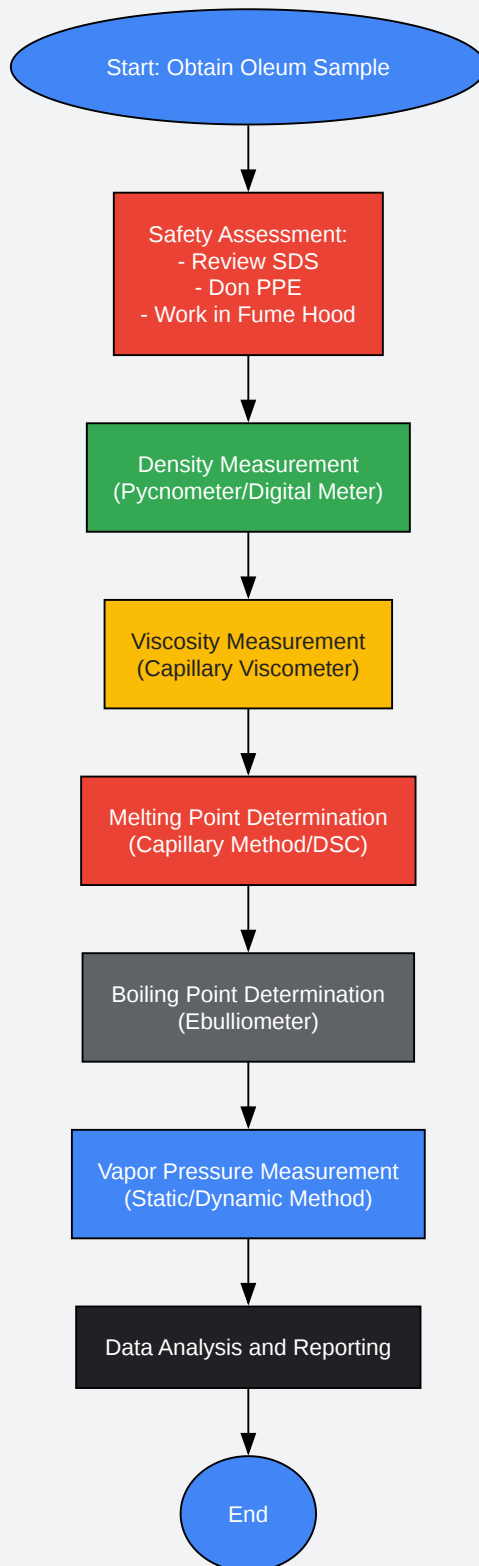 Start: Obtain Oleum Sample
Safety Assessment:
- Review SDS
- Don PPE
- Work in Fume Hood
Density Measurement
(Pycnometer/Digital Meter)
Viscosity Measurement
(Capillary Viscometer)
Melting Point Determination
(Capillary Method/DSC)
Boiling Point Determination
(Ebulliometer)
Vapor Pressure Measurement
(Static/Dynamic Method)
Data Analysis and Reporting
End